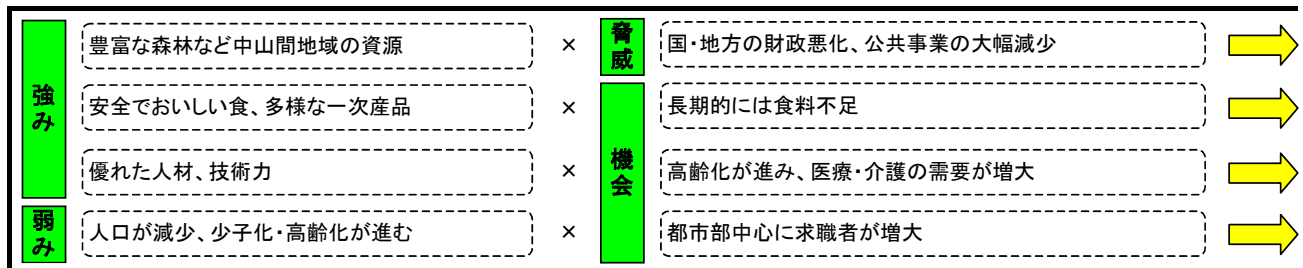 強み
豊富な森林など中山間地域の資源
×
脅威
国・地方の財政悪化、公共事業の大幅減少
安全でおいしい食、多様な一次産品
×
機会
長期的には食料不足
優れた人材、技術力
×
高齢化が進み、医療・介護の需要が増大
弱み
人口が減少、少子化・高齢化が進む
×
都市部中心に求職者が増大